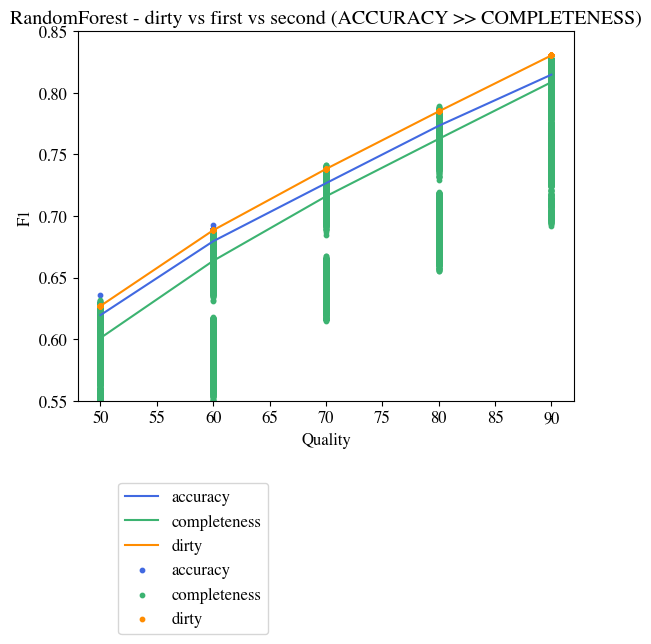 RandomForest - dirty vs first vs second (ACCURACY >> COMPLETENESS)
0.85
0.80
0.75
0.70
0.65
0.60
0.55
F1
50
55
60
65
70
75
80
85
90
Quality
accuracy
completeness
dirty
accuracy
completeness
dirty